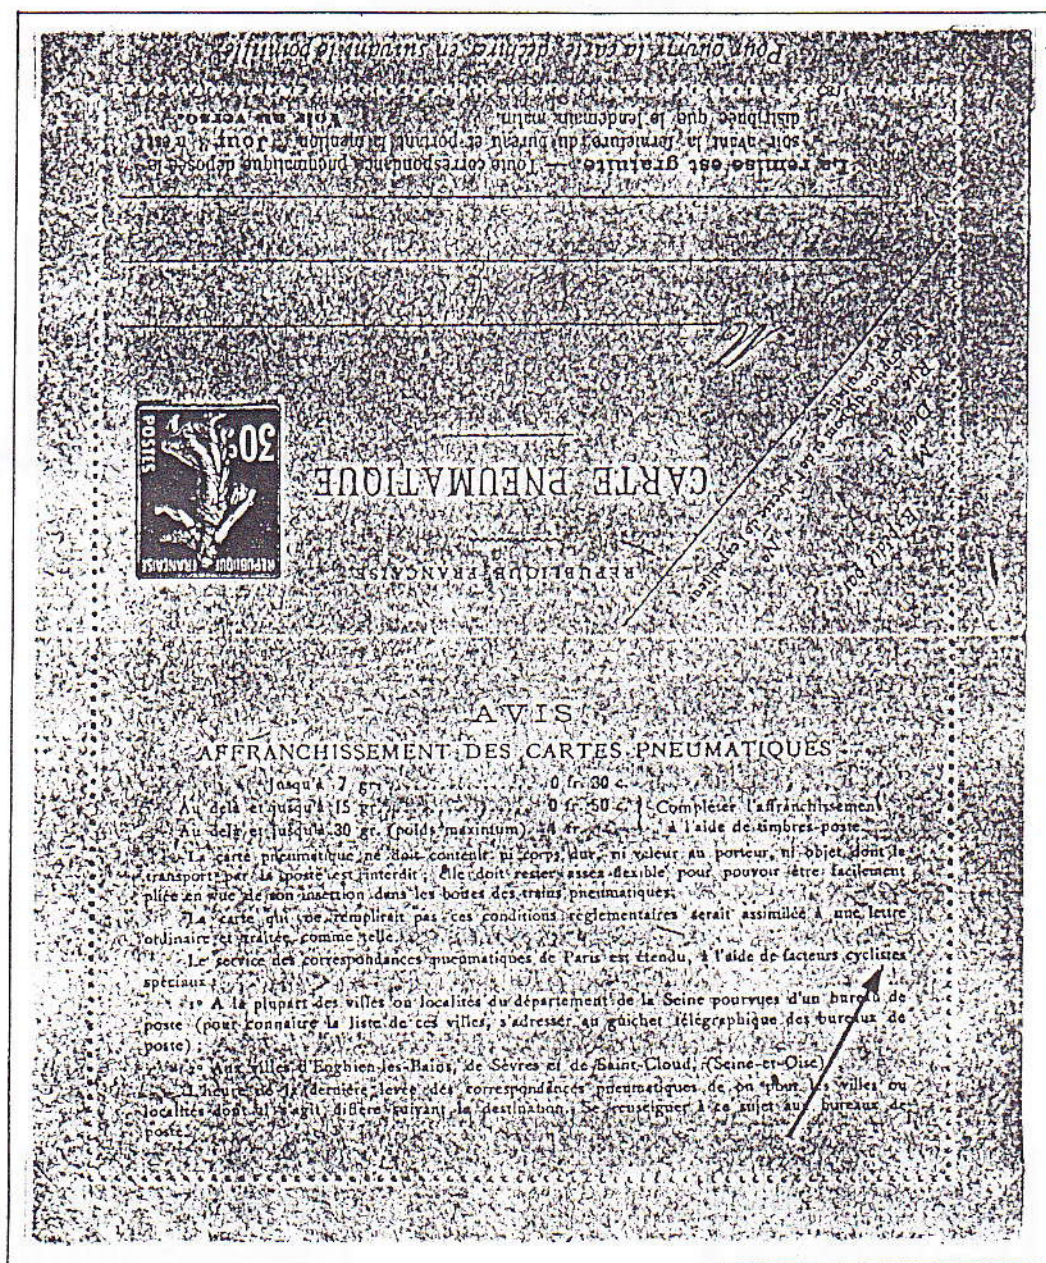 Pour ouvrir la carte, déchirer en suivant le pointillé
La remise est gratuite. — Toute correspondance pneumatique déposée le
soir, avant la fermeture du bureau et portant la mention "Jour", n'est
distribuée que le lendemain matin. Voir au verso.
M
RÉPUBLIQUE FRANÇAISE
CARTE PNEUMATIQUE
RÉPUBLIQUE FRANÇAISE
30c
POSTES
Expédié par
M
D
Rue
AVIS
AFFRANCHISSEMENT DES CARTES PNEUMATIQUES
Jusqu'à 7 gr. 0 fr. 30 c.
Au delà et jusqu'à 15 gr. 0 fr. 50 c. } Compléter l'affranchissement
Au delà et jusqu'à 30 gr. (poids maximum) 1 fr. à l'aide de timbres-poste.
La carte pneumatique ne doit contenir ni corps dur, ni valeur au porteur, ni objet dont le
transport par la poste est interdit; elle doit rester assez flexible pour pouvoir être facilement
pliée en vue de son insertion dans les boîtes des trains pneumatiques.
La carte qui ne remplirait pas ces conditions réglementaires serait assimilée à une lettre
ordinaire et traitée comme telle.
Le service des correspondances pneumatiques de Paris est étendu, à l'aide de facteurs cyclistes
spéciaux :
1º A la plupart des villes ou localités du département de la Seine pourvues d'un bureau de
poste (pour connaître la liste de ces villes, s'adresser au guichet télégraphique des bureaux de
poste)
2º Aux villes d'Enghien-les-Bains, de Sèvres et de Saint-Cloud, (Seine-et-Oise)
L'heure de la dernière levée des correspondances pneumatiques de ou pour les villes ou
localités dont il s'agit, diffère suivant la destination. Se renseigner à ce sujet aux bureaux de
poste.